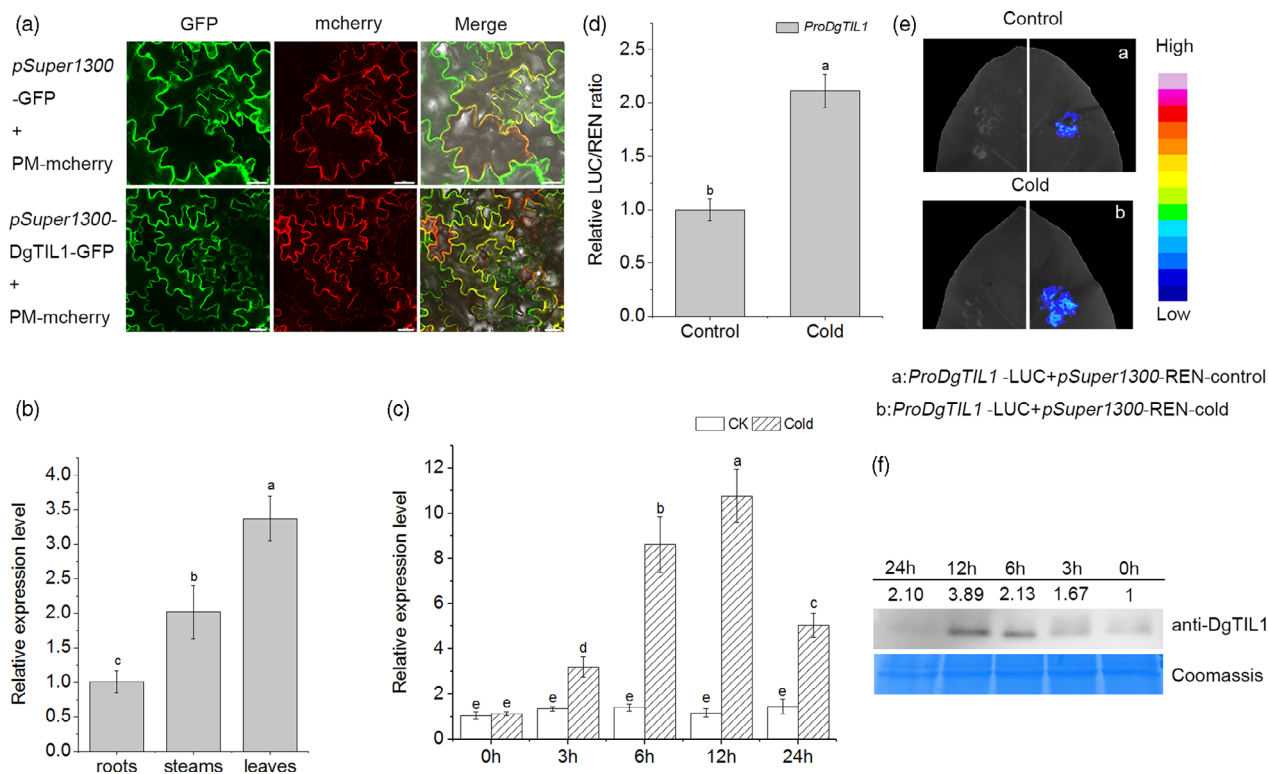 (a)
GFP mcherry Merge
pSuper1300
-GFP
+
PM-mcherry
pSuper1300-
DgTIL1-GFP
+
PM-mcherry
(d)
ProDgTIL1
Relative LUC/REN ratio
2.5
2.0
1.5
1.0
0.5
0.0
b
a
Control Cold
(e)
Control
a
Cold
b
High
Low
a:ProDgTIL1 -LUC+pSuper1300-REN-control
b:ProDgTIL1 -LUC+pSuper1300-REN-cold
(b)
Relative expression level
4.0
3.5
3.0
2.5
2.0
1.5
1.0
0.5
0.0
c
b
a
roots steams leaves
(c)
CK Cold
Relative expression level
12
10
8
6
4
2
0
e e e d e b e a e c
0h 3h 6h 12h 24h
(f)
24h 12h 6h 3h 0h
2.10 3.89 2.13 1.67 1
anti-DgTIL1
Coomassis